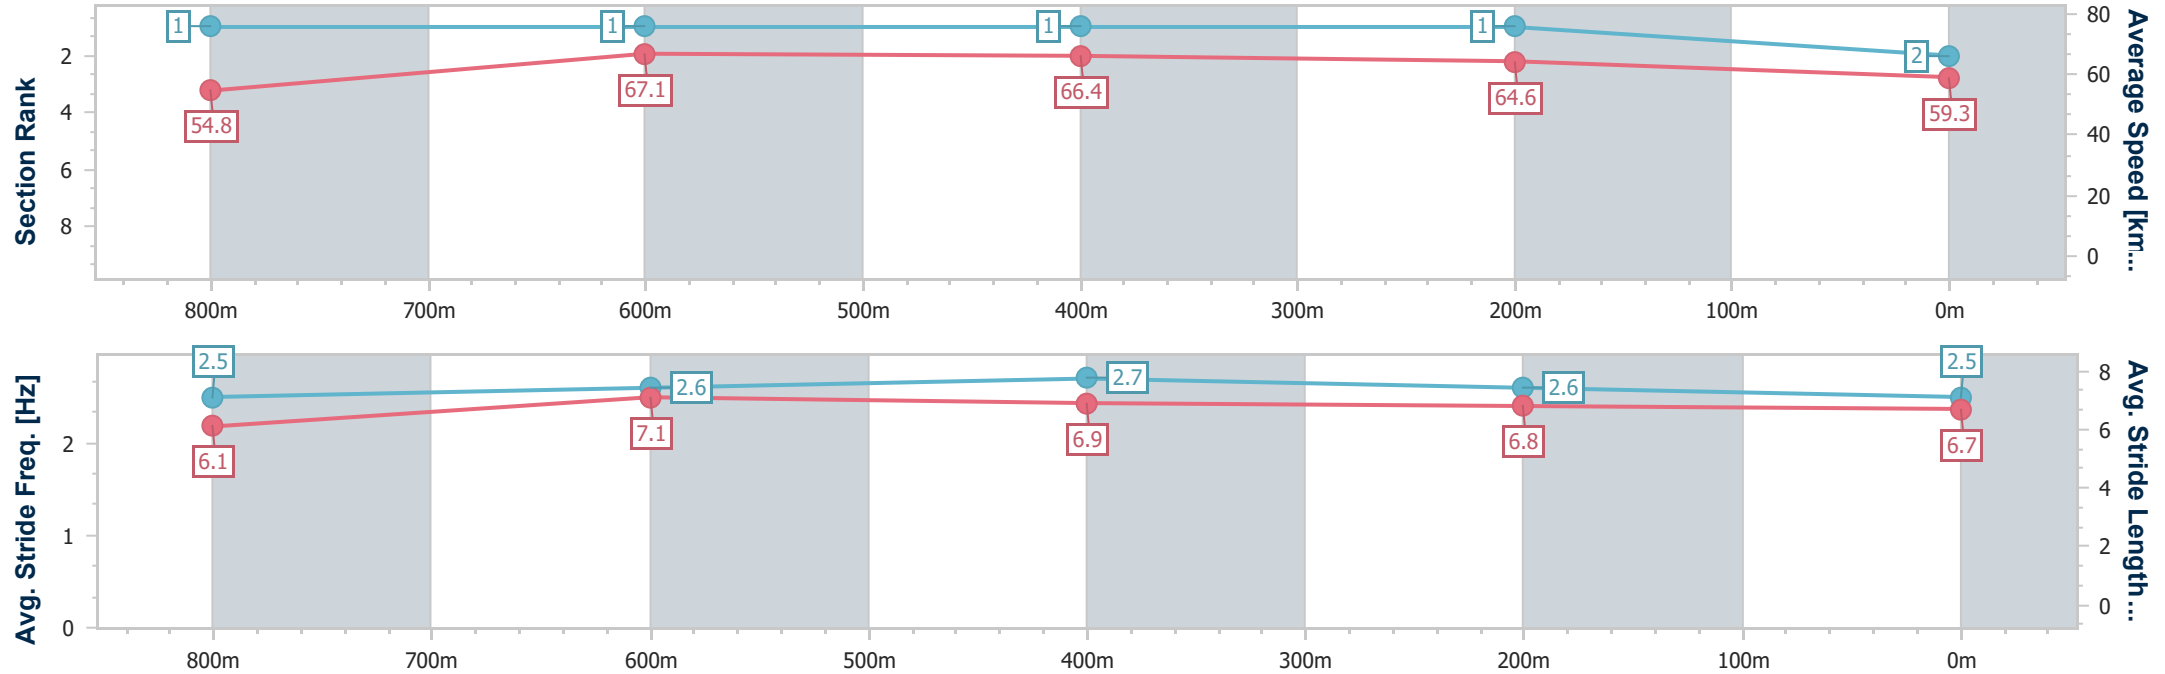 Section Rank
2
4
6
8
1
1
1
1
2
54.8
67.1
66.4
64.6
59.3
80
60
40
20
0
Average Speed [km...
800m
700m
600m
500m
400m
300m
200m
100m
0m
Avg. Stride Freq. [Hz]
2
1
0
2.5
2.6
2.7
2.6
2.5
6.1
7.1
6.9
6.8
6.7
8
6
4
2
0
Avg. Stride Length...
800m
700m
600m
500m
400m
300m
200m
100m
0m